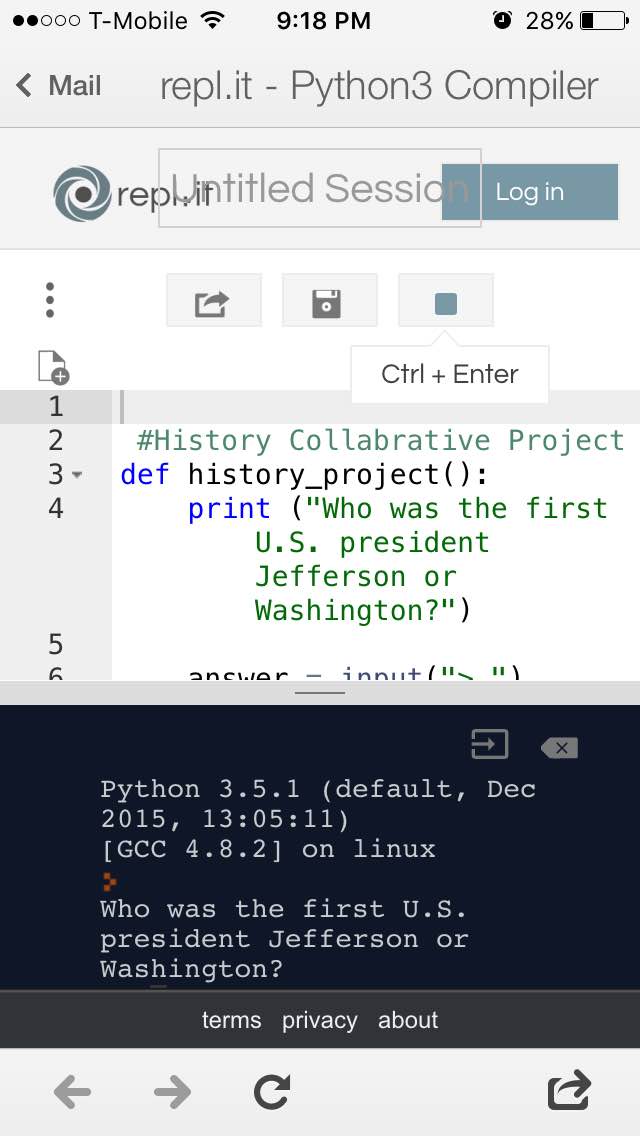 T-Mobile 9:18 PM 28%
Mail repl.it - Python3 Compiler
repl.it Untitled Session Log in
Ctrl + Enter
1
2 #History Collabrative Project
3 def history_project():
4 print ("Who was the first
U.S. president
Jefferson or
Washington?")
5
6 answer = input("> ")
Python 3.5.1 (default, Dec
2015, 13:05:11)
[GCC 4.8.2] on linux
Who was the first U.S.
president Jefferson or
Washington?
terms privacy about